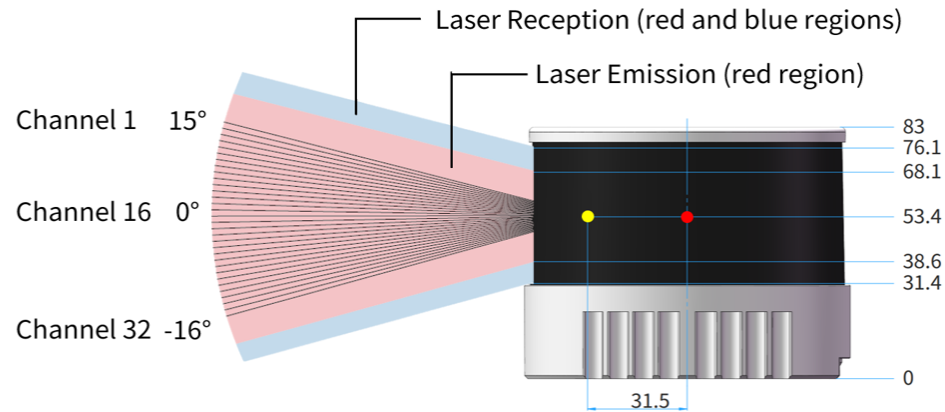 Laser Reception (red and blue regions)
Laser Emission (red region)
Channel 1 15°
Channel 16 0°
Channel 32 -16°
83
76.1
68.1
53.4
38.6
31.4
0
31.5